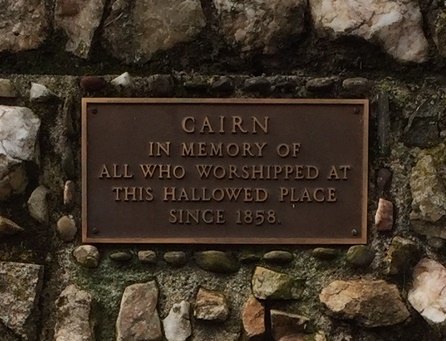 CAIRN
IN MEMORY OF
ALL WHO WORSHIPPED AT
THIS HALLOWED PLACE
SINCE 1858.